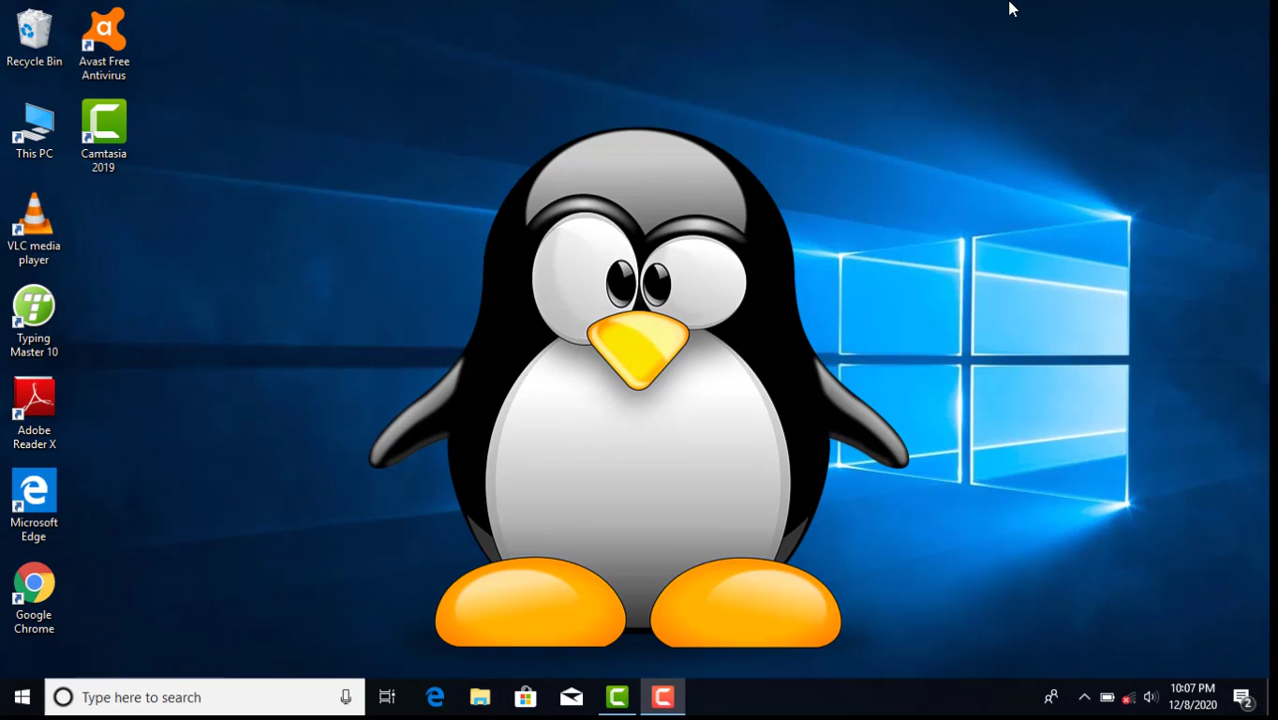 Recycle Bin
Avast Free
Antivirus
This PC
Camtasia
2019
VLC media
player
Typing
Master 10
Adobe
Reader X
Microsoft
Edge
Google
Chrome
Type here to search
10:07 PM
12/8/2020
2